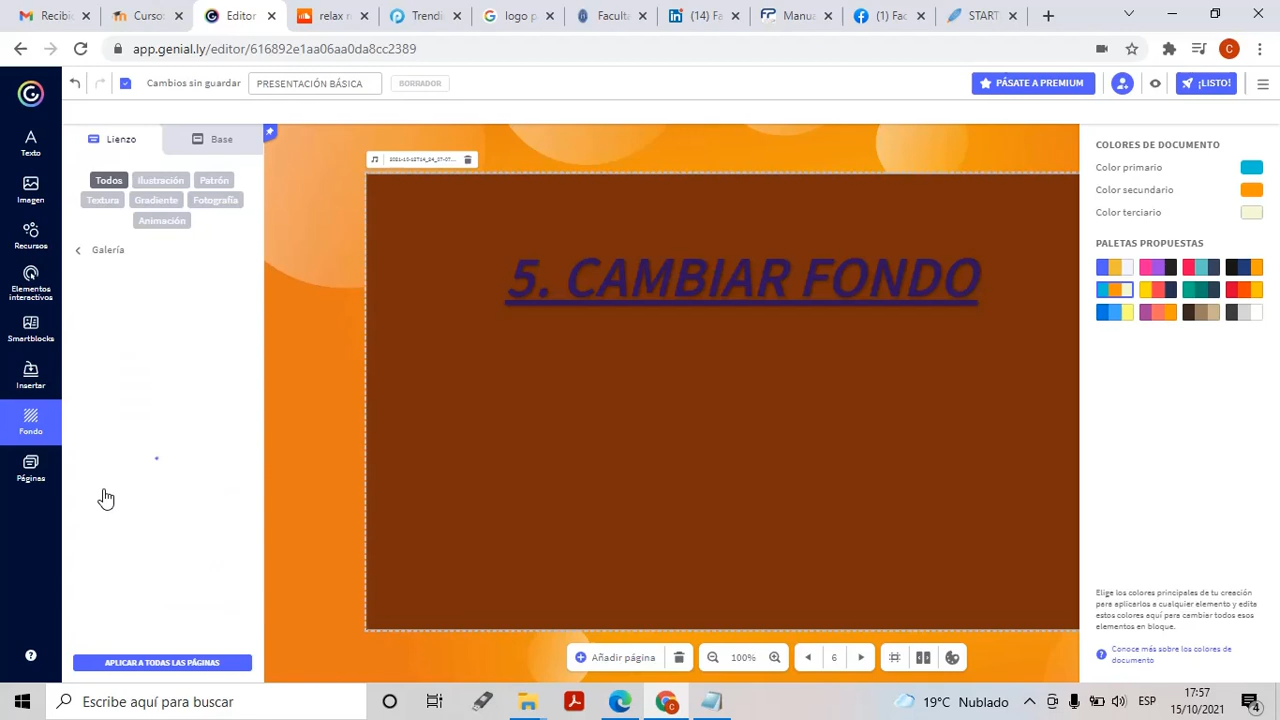 Recibi
Curso:
Editor
relax n
Trendi
logo p
Faculta
(14) Fa
Manua
(1) Fac
START
app.genial.ly/editor/616892e1aa06aa0da8cc2389
C
Cambios sin guardar
PRESENTACIÓN BÁSICA
BORRADOR
PÁSATE A PREMIUM
¡LISTO!
Texto
Imagen
Recursos
Elementos
interactivos
Smartblocks
Insertar
Fondo
Páginas
Lienzo
Base
Todos
Ilustración
Patrón
Textura
Gradiente
Fotografía
Animación
Galería
APLICAR A TODAS LAS PÁGINAS
5. CAMBIAR FONDO
Añadir página
100%
6
COLORES DE DOCUMENTO
Color primario
Color secundario
Color terciario
PALETAS PROPUESTAS
Elige los colores principales de tu creación
para aplicarlos a cualquier elemento y edita
estos colores aquí para cambiar todos esos
elementos en bloque.
Conoce más sobre los colores de
documento
Escribe aquí para buscar
19°C Nublado
ESP
17:57
15/10/2021
4